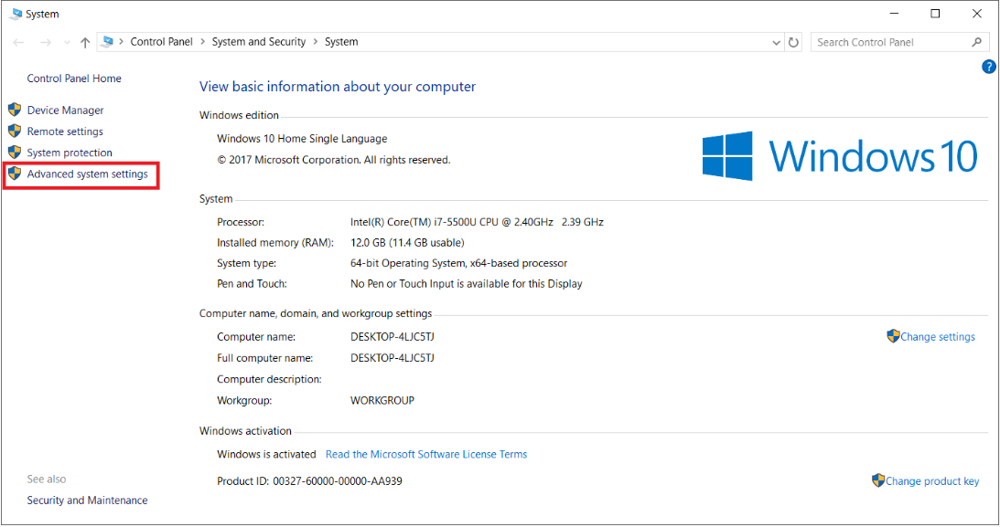 System
Control Panel > System and Security > System
Search Control Panel
?
Control Panel Home
Device Manager
Remote settings
System protection
Advanced system settings
See also
Security and Maintenance
View basic information about your computer
Windows edition
Windows 10 Home Single Language
© 2017 Microsoft Corporation. All rights reserved.
Windows 10
System
Processor: Intel(R) Core(TM) i7-5500U CPU @ 2.40GHz 2.39 GHz
Installed memory (RAM): 12.0 GB (11.4 GB usable)
System type: 64-bit Operating System, x64-based processor
Pen and Touch: No Pen or Touch Input is available for this Display
Computer name, domain, and workgroup settings
Computer name: DESKTOP-4LJC5TJ
Change settings
Full computer name: DESKTOP-4LJC5TJ
Computer description:
Workgroup: WORKGROUP
Windows activation
Windows is activated Read the Microsoft Software License Terms
Product ID: 00327-60000-00000-AA939
Change product key